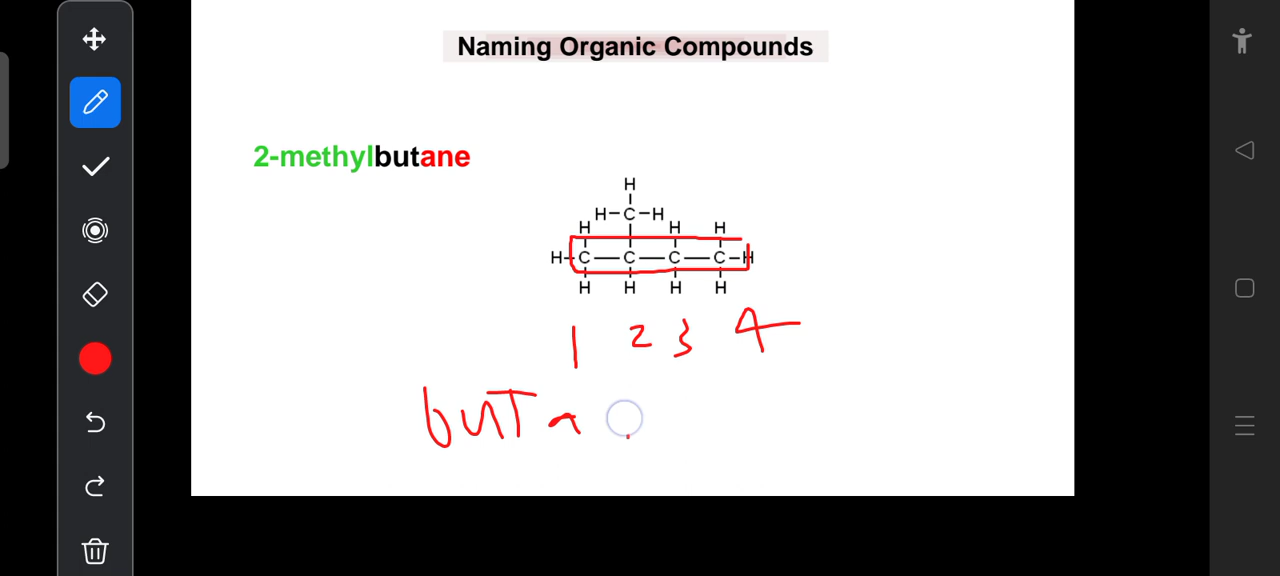 Naming Organic Compounds
2-methylbutane
H
H–C–H
H H H
H–C–C–C–C–H
H H H H
1 2 3 4
buta